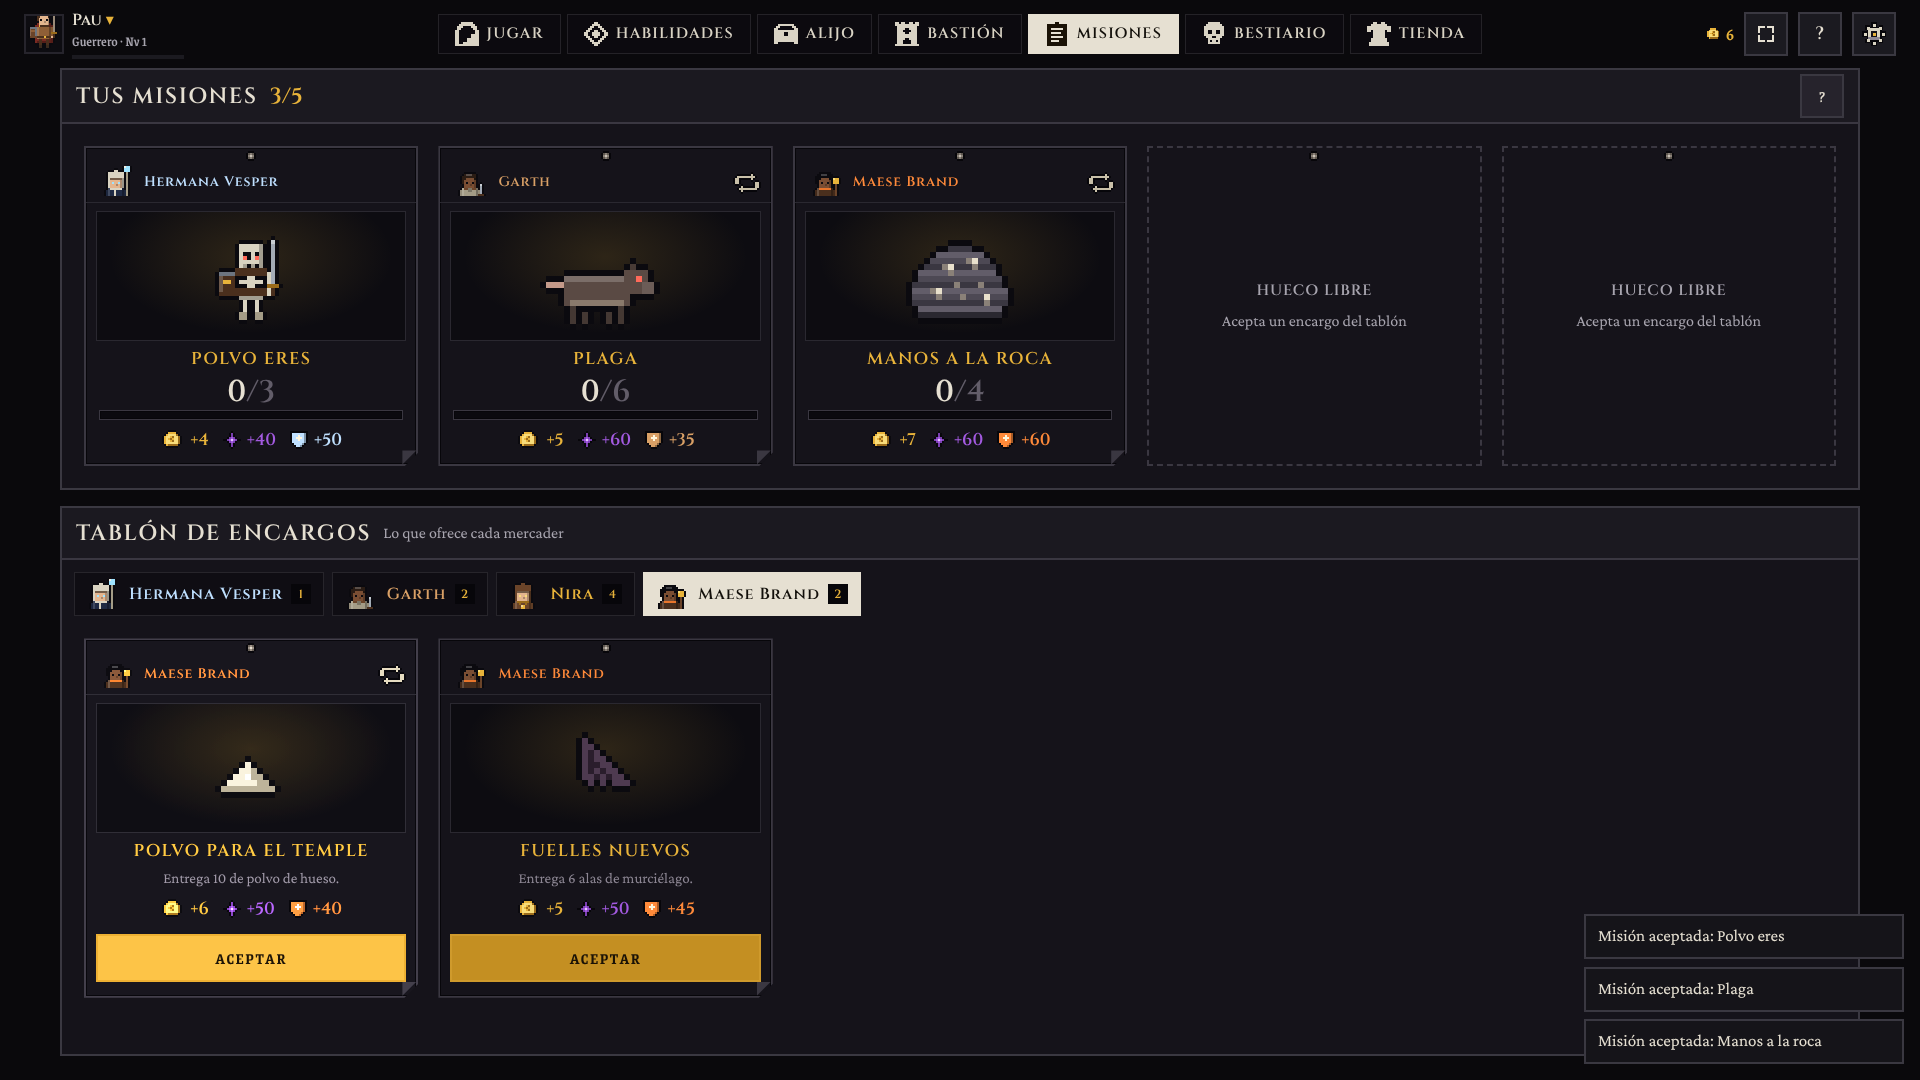 Pau
Guerrero · Nv 1
JUGAR
HABILIDADES
ALIJO
BASTIÓN
MISIONES
BESTIARIO
TIENDA
6
?
TUS MISIONES 3/5
?
Hermana Vesper
POLVO ERES
0/3
+4 +40 +50
Garth
PLAGA
0/6
+5 +60 +35
Maese Brand
MANOS A LA ROCA
0/4
+7 +60 +60
HUECO LIBRE
Acepta un encargo del tablón
HUECO LIBRE
Acepta un encargo del tablón
TABLÓN DE ENCARGOS Lo que ofrece cada mercader
Hermana Vesper 1
Garth 2
Nira 4
Maese Brand 2
Maese Brand
POLVO PARA EL TEMPLE
Entrega 10 de polvo de hueso.
+6 +50 +40
ACEPTAR
Maese Brand
FUELLES NUEVOS
Entrega 6 alas de murciélago.
+5 +50 +45
ACEPTAR
Misión aceptada: Polvo eres
Misión aceptada: Plaga
Misión aceptada: Manos a la roca